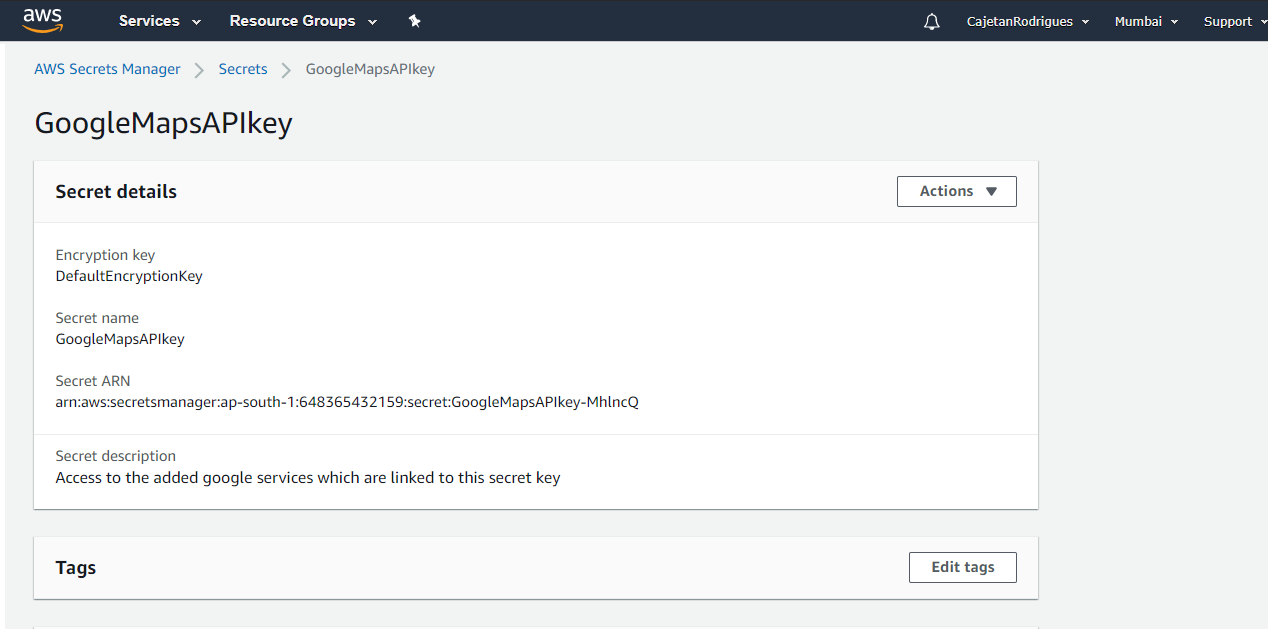 aws Services Resource Groups CajetanRodrigues Mumbai Support
AWS Secrets Manager Secrets GoogleMapsAPIkey
GoogleMapsAPIkey
Secret details Actions
Encryption key
DefaultEncryptionKey
Secret name
GoogleMapsAPIkey
Secret ARN
arn:aws:secretsmanager:ap-south-1:648365432159:secret:GoogleMapsAPIkey-MhlncQ
Secret description
Access to the added google services which are linked to this secret key
Tags Edit tags